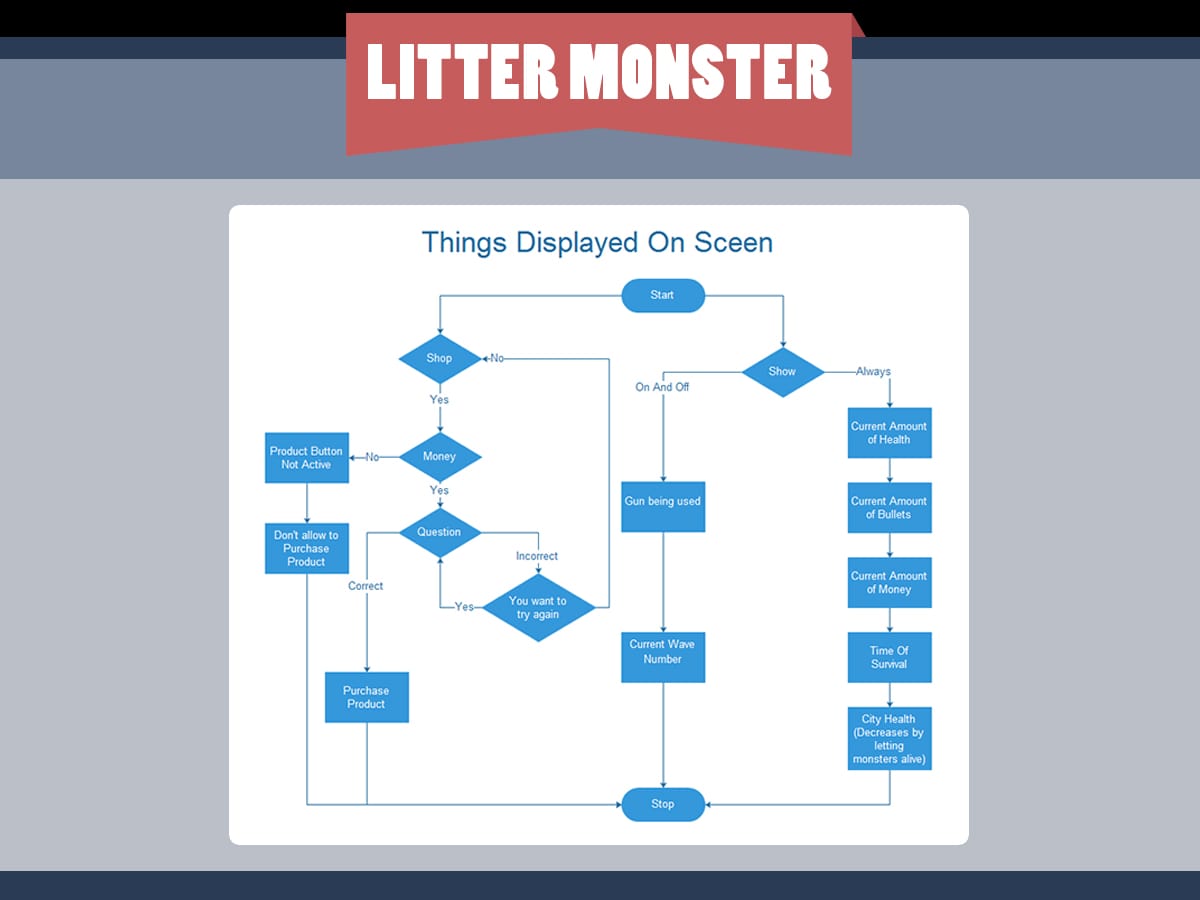 LITTER MONSTER
Things Displayed On Sceen
Start
Shop
No
Show
On And Off
Always
Yes
Current Amount
of Health
Product Button
Not Active
No
Money
Yes
Gun being used
Current Amount
of Bullets
Don't allow to
Purchase
Product
Question
Incorrect
Correct
Current Amount
of Money
Yes
You want to
try again
Current Wave
Number
Time Of
Survival
Purchase
Product
City Health
(Decreases by
letting
monsters alive)
Stop